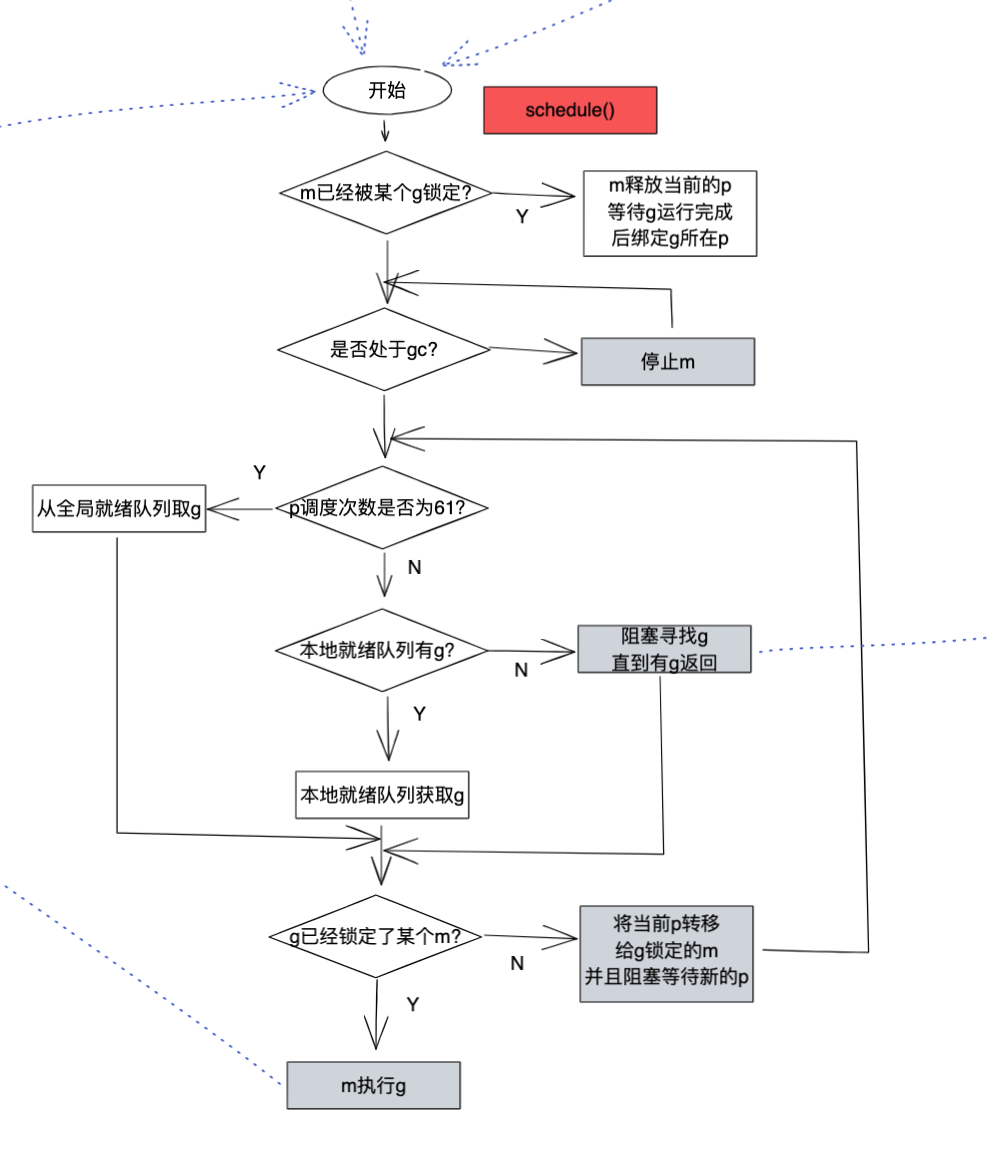 开始
schedule()
m已经被某个g锁定?
Y
m释放当前的p
等待g运行完成
后绑定g所在p
是否处于gc?
停止m
Y
从全局就绪队列取g
p调度次数是否为61?
N
本地就绪队列有g?
N
阻塞寻找g
直到有g返回
Y
本地就绪队列获取g
g已经锁定了某个m?
N
将当前p转移
给g锁定的m
并且阻塞等待新的p
Y
m执行g